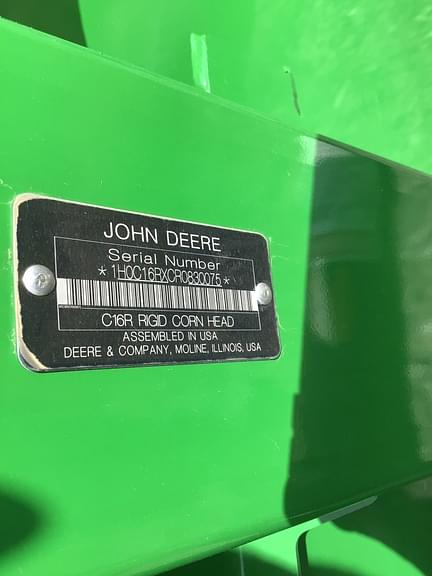 JOHN DEERE
Serial Number
*1H0C16RXCR0830075*
C16R RIGID CORN HEAD
ASSEMBLED IN USA
DEERE & COMPANY, MOLINE, ILLINOIS, USA